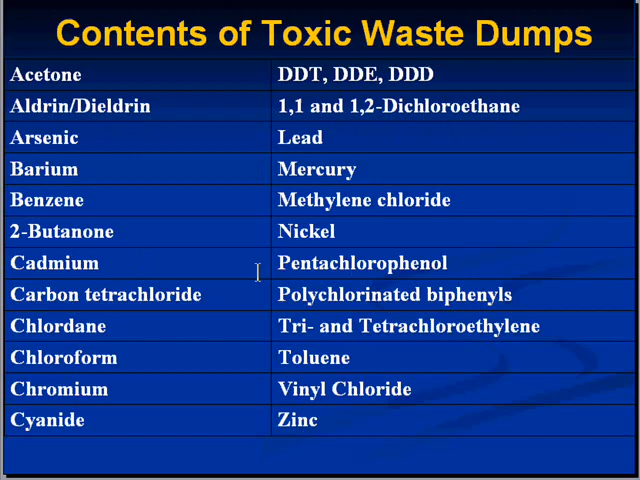 Contents of Toxic Waste Dumps
Acetone DDT, DDE, DDD
Aldrin/Dieldrin 1,1 and 1,2-Dichloroethane
Arsenic Lead
Barium Mercury
Benzene Methylene chloride
2-Butanone Nickel
Cadmium Pentachlorophenol
Carbon tetrachloride Polychlorinated biphenyls
Chlordane Tri- and Tetrachloroethylene
Chloroform Toluene
Chromium Vinyl Chloride
Cyanide Zinc